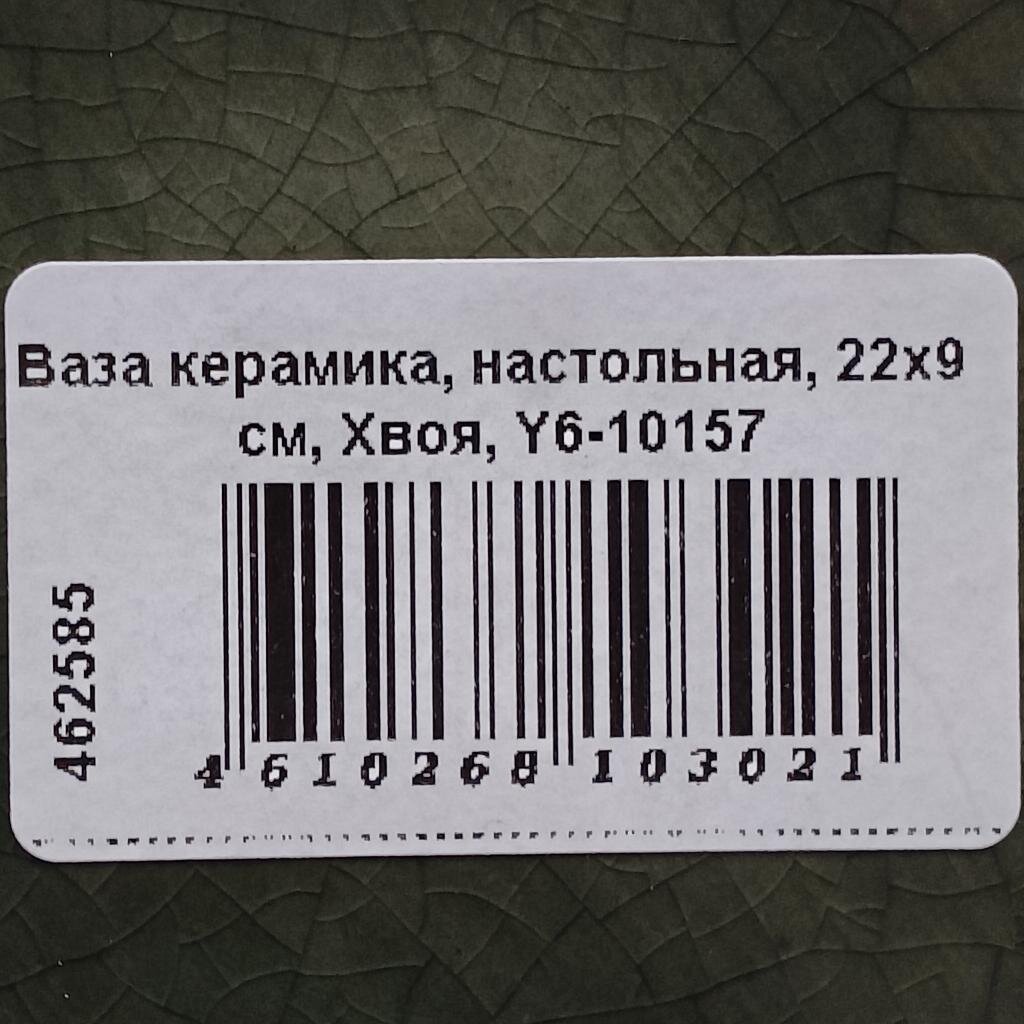 Ваза керамика, настольная, 22х9
см, Хвоя, Y6-10157
462585
4 610268 103021